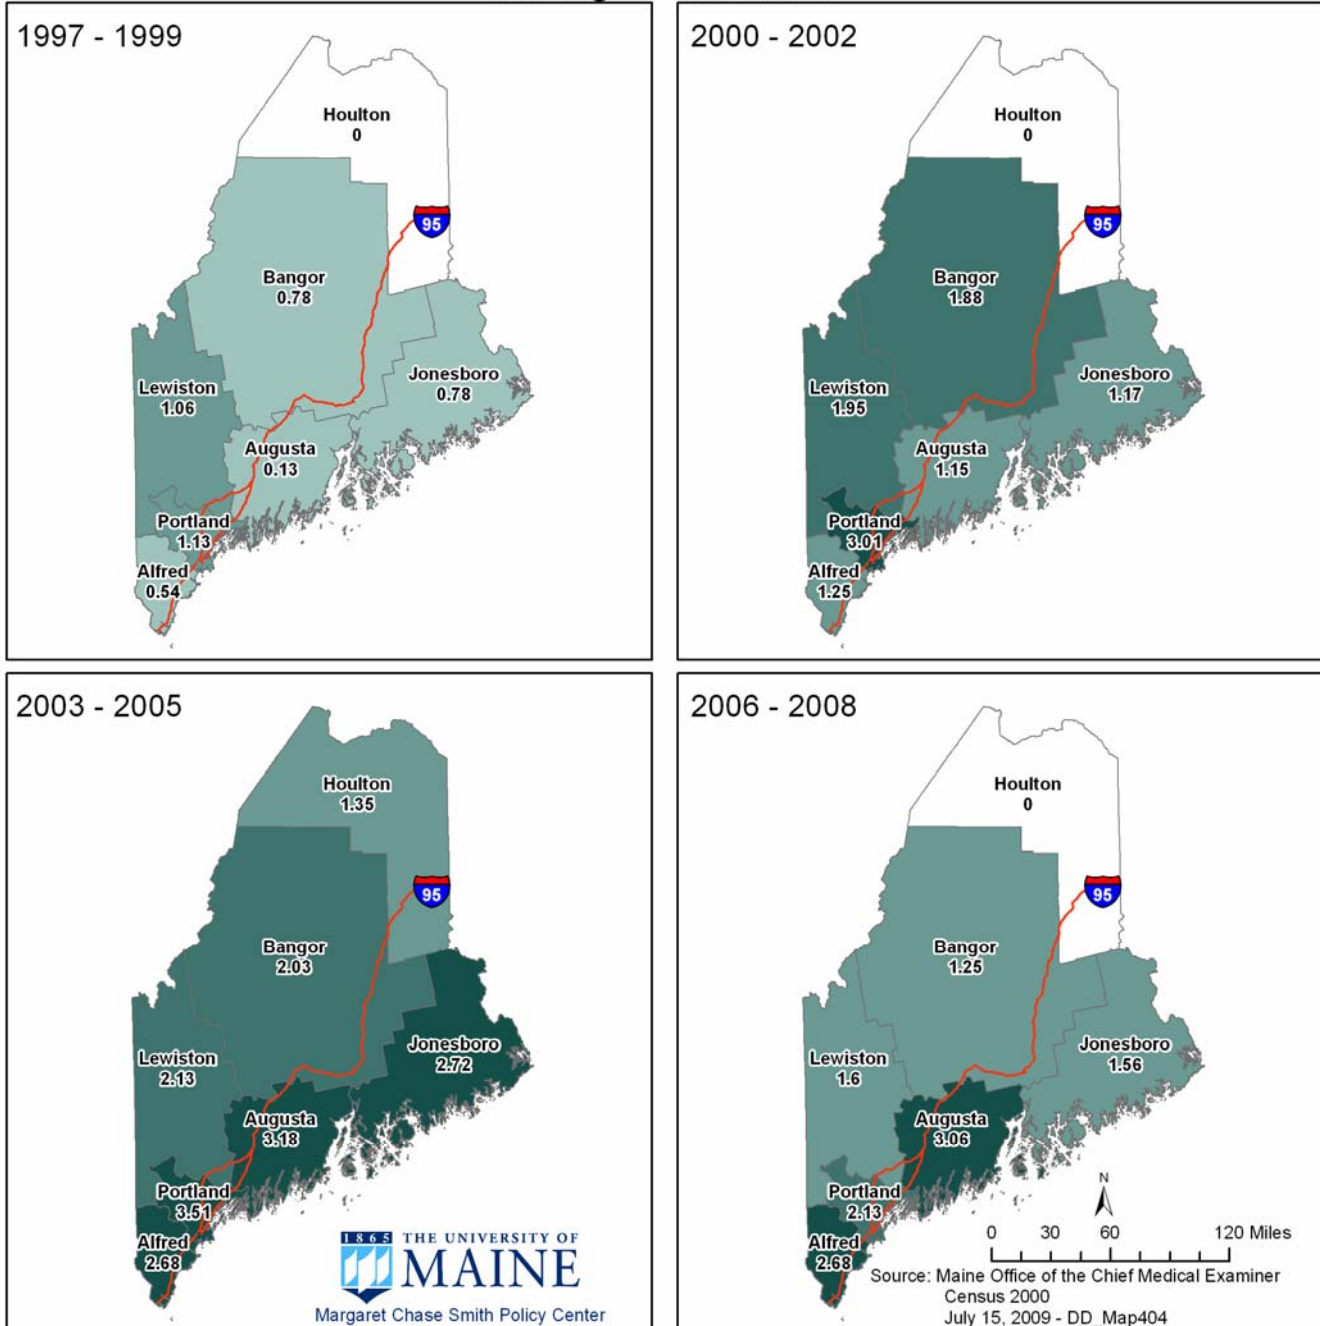 1997 - 1999
Houlton
0
95
Bangor
0.78
Jonesboro
0.78
Lewiston
1.06
Augusta
0.13
Portland
1.13
Alfred
0.54
2000 - 2002
Houlton
0
95
Bangor
1.88
Jonesboro
1.17
Lewiston
1.95
Augusta
1.15
Portland
3.01
Alfred
1.25
2003 - 2005
Houlton
1.35
95
Bangor
2.03
Jonesboro
2.72
Lewiston
2.13
Augusta
3.18
Portland
3.51
Alfred
2.68
1865 THE UNIVERSITY OF
MAINE
Margaret Chase Smith Policy Center
2006 - 2008
Houlton
0
95
Bangor
1.25
Jonesboro
1.56
Lewiston
1.6
Augusta
3.06
Portland
2.13
Alfred
2.68
N
0 30 60 120 Miles
Source: Maine Office of the Chief Medical Examiner
Census 2000
July 15, 2009 - DD_Map404